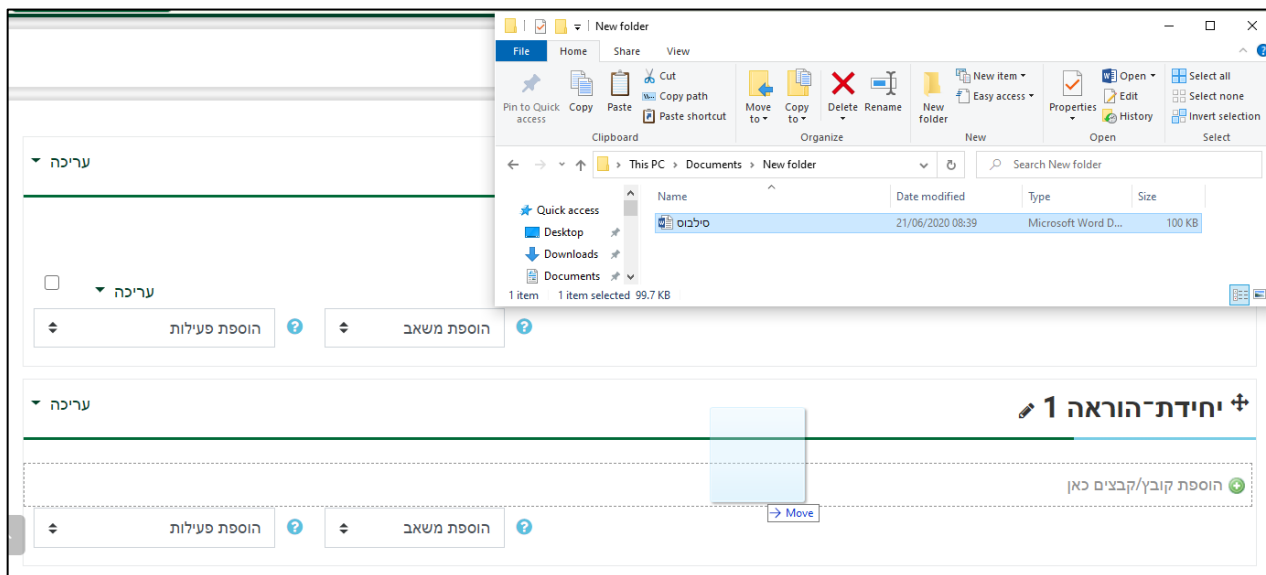 New folder
File Home Share View
Pin to Quick access
Copy
Paste
Cut
Copy path
Paste shortcut
Clipboard
Move to
Copy to
Delete
Rename
Organize
New folder
New item
Easy access
New
Properties
Open
Edit
History
Open
Select all
Select none
Invert selection
Select
This PC > Documents > New folder
Search New folder
Name Date modified Type Size
Quick access
Desktop
Downloads
Documents
סילבוס 21/06/2020 08:39 Microsoft Word D... 100 KB
1 item 1 item selected 99.7 KB
עריכה
עריכה
הוספת משאב הוספת פעילות
יחידת־הוראה 1 עריכה
הוספת קובץ/קבצים כאן
Move
הוספת משאב הוספת פעילות